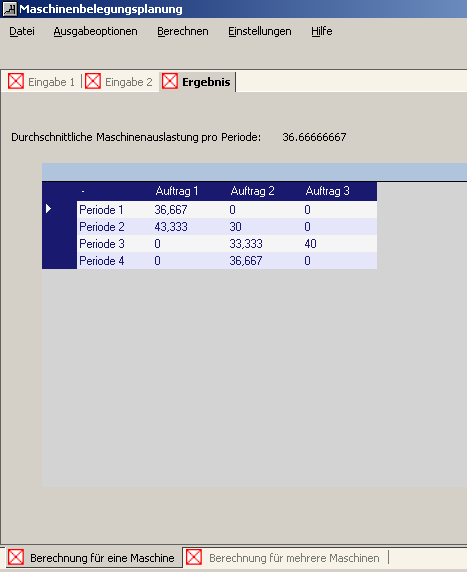 Maschinenbelegungsplanung
Datei Ausgabeoptionen Berechnen Einstellungen Hilfe
Eingabe 1 Eingabe 2 Ergebnis
Durchschnittliche Maschinenauslastung pro Periode: 36.66666667
- Auftrag 1 Auftrag 2 Auftrag 3
Periode 1 36,667 0 0
Periode 2 43,333 30 0
Periode 3 0 33,333 40
Periode 4 0 36,667 0
Berechnung für eine Maschine Berechnung für mehrere Maschinen